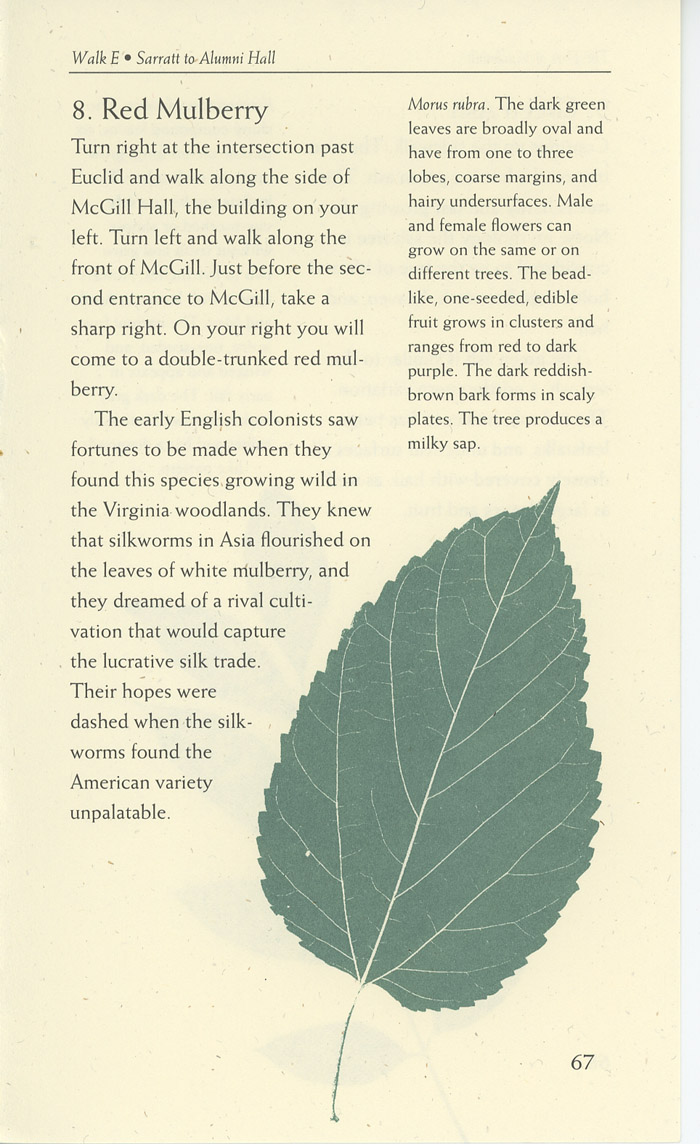 Walk E • Sarratt to Alumni Hall
8. Red Mulberry
Turn right at the intersection past
Euclid and walk along the side of
McGill Hall, the building on your
left. Turn left and walk along the
front of McGill. Just before the sec-
ond entrance to McGill, take a
sharp right. On your right you will
come to a double-trunked red mul-
berry.
The early English colonists saw
fortunes to be made when they
found this species growing wild in
the Virginia woodlands. They knew
that silkworms in Asia flourished on
the leaves of white mulberry, and
they dreamed of a rival culti-
vation that would capture
the lucrative silk trade.
Their hopes were
dashed when the silk-
worms found the
American variety
unpalatable.
Morus rubra. The dark green
leaves are broadly oval and
have from one to three
lobes, coarse margins, and
hairy undersurfaces. Male
and female flowers can
grow on the same or on
different trees. The bead-
like, one-seeded, edible
fruit grows in clusters and
ranges from red to dark
purple. The dark reddish-
brown bark forms in scaly
plates. The tree produces a
milky sap.
67